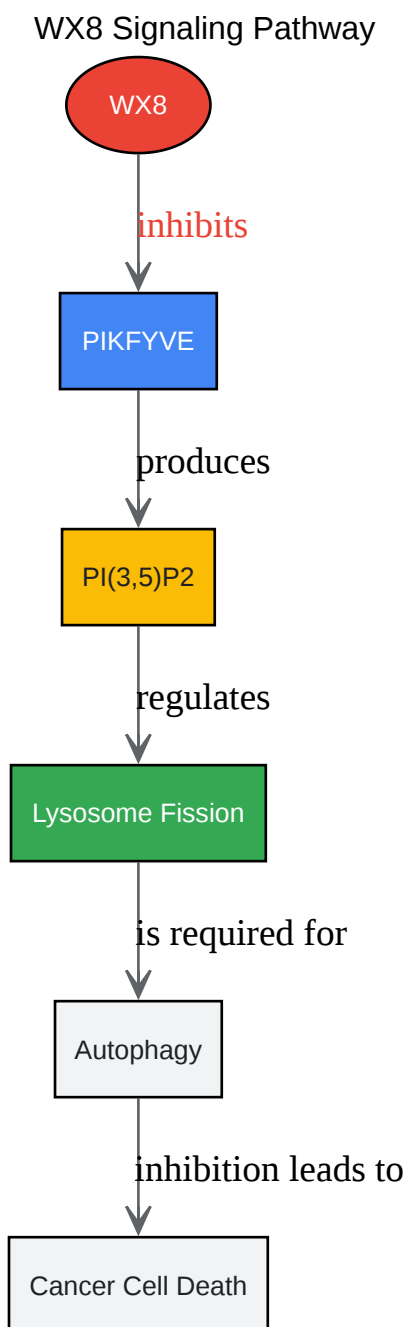 WX8 Signaling Pathway
WX8
inhibits
PIKFYVE
produces
PI(3,5)P2
regulates
Lysosome Fission
is required for
Autophagy
inhibition leads to
Cancer Cell Death